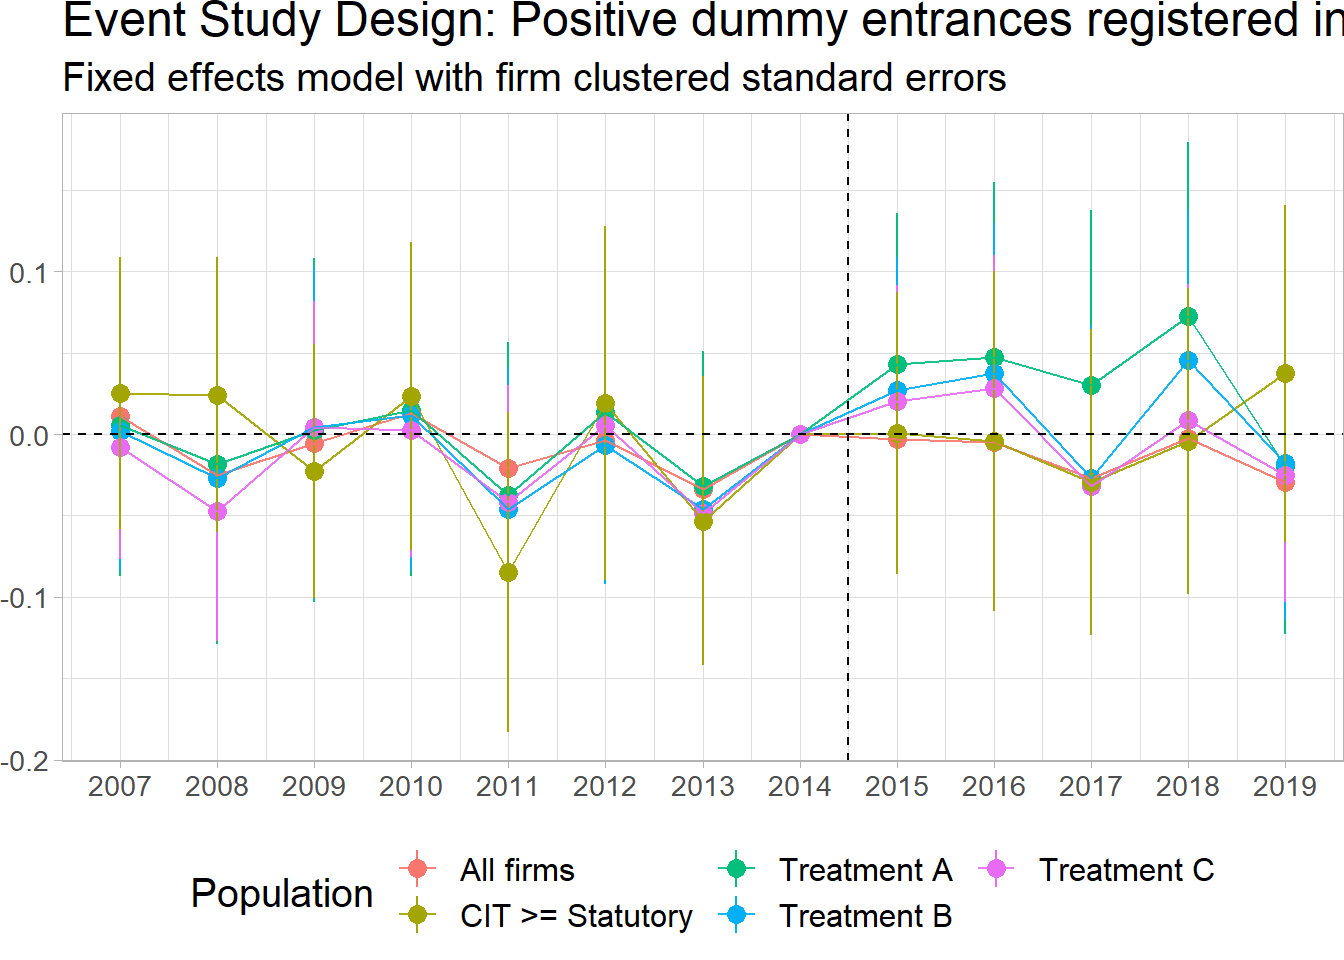 Event Study Design: Positive dummy entrances registered in
Fixed effects model with firm clustered standard errors
0.1
0.0
-0.1
-0.2
2007 2008 2009 2010 2011 2012 2013 2014 2015 2016 2017 2018 2019
Population
All firms
CIT >= Statutory
Treatment A
Treatment B
Treatment C